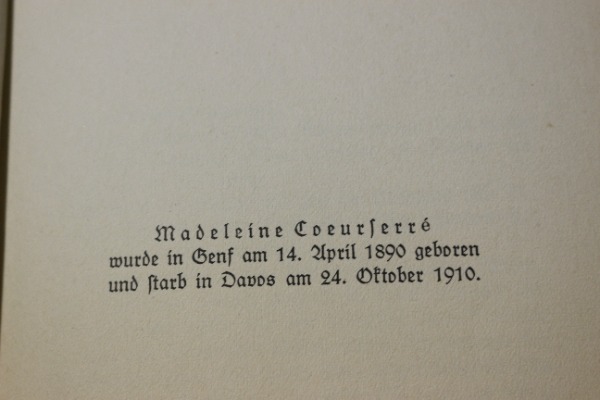 Madeleine Coeurserré
wurde in Genf am 14. April 1890 geboren
und starb in Davos am 24. Oktober 1910.